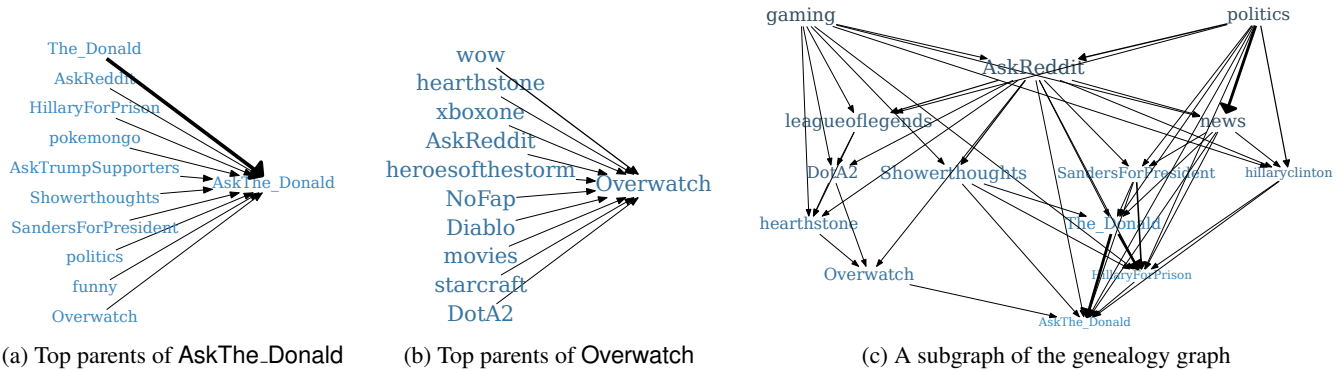 The_Donald
AskReddit
HillaryForPrison
pokemongo
AskTrumpSupporters
Showerthoughts
SandersForPresident
politics
funny
Overwatch
AskThe_Donald
(a) Top parents of AskThe_Donald
wow
hearthstone
xboxone
AskReddit
heroesofthestorm
NoFap
Diablo
movies
starcraft
DotA2
Overwatch
(b) Top parents of Overwatch
gaming politics
AskReddit
leagueoflegends news
DotA2 Showerthoughts SandersForPresident hillaryclinton
hearthstone The_Donald
Overwatch HillaryForPrison
AskThe_Donald
(c) A subgraph of the genealogy graph